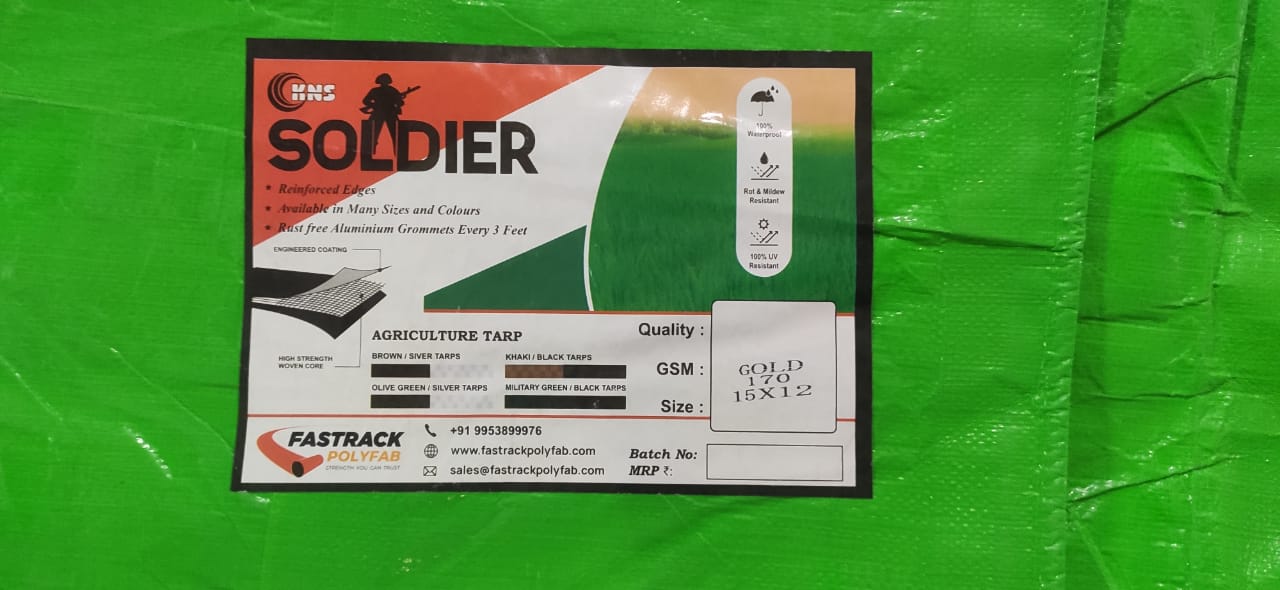 KNS
SOLDIER
* Reinforced Edges
* Available in Many Sizes and Colours
* Rust free Aluminium Grommets Every 3 Feet
100%
Waterproof
Rot & Mildew
Resistant
100% UV
Resistant
ENGINEERED COATING
HIGH STRENGTH
WOVEN CORE
AGRICULTURE TARP
BROWN / SIVER TARPS
KHAKI / BLACK TARPS
OLIVE GREEN / SILVER TARPS
MILITARY GREEN / BLACK TARPS
Quality :
GSM :
Size :
GOLD
170
15X12
FASTRACK
POLYFAB
STRENGTH YOU CAN TRUST
+91 9953899976
www.fastrackpolyfab.com
sales@fastrackpolyfab.com
Batch No:
MRP ₹: